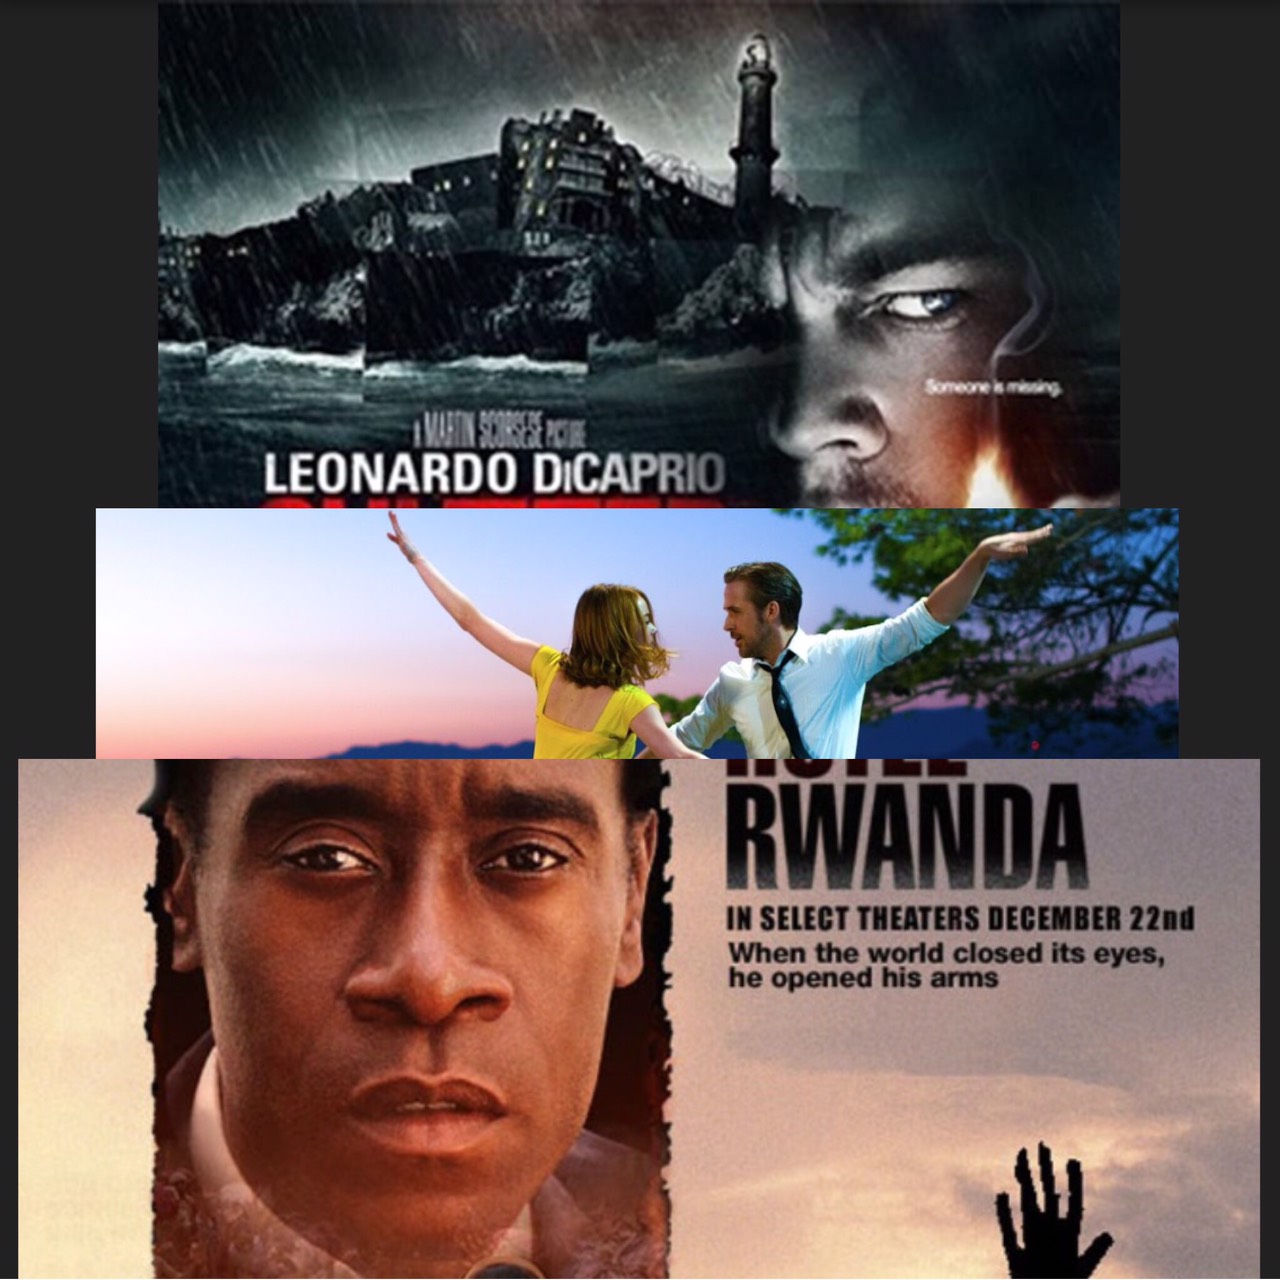 Someone is missing.
A MARTIN SCORSESE PICTURE
LEONARDO DiCAPRIO
RWANDA
IN SELECT THEATERS DECEMBER 22nd
When the world closed its eyes,
he opened his arms